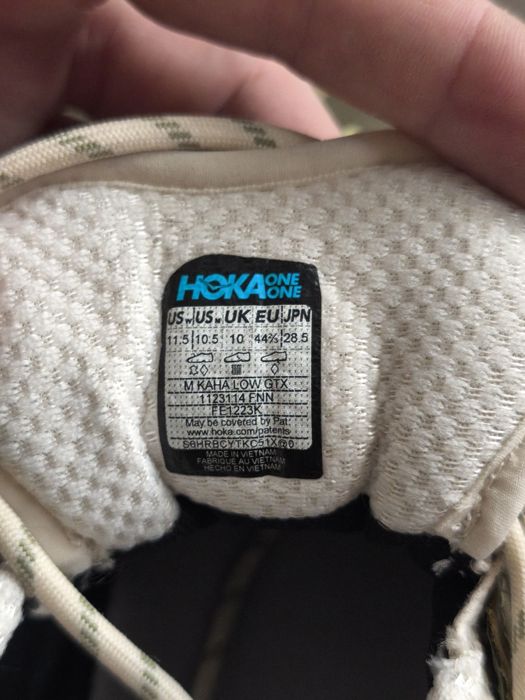 HOKA ONE ONE
USw USM UK EU JPN
11.5 10.5 10 44⅔ 28.5
M KAHA LOW GTX
1123114 FNN
FE1223K
May be covered by Pat:
www.hoka.com/patents
MADE IN VIETNAM
FABRIQUÉ AU VIETNAM
HECHO EN VIETNAM